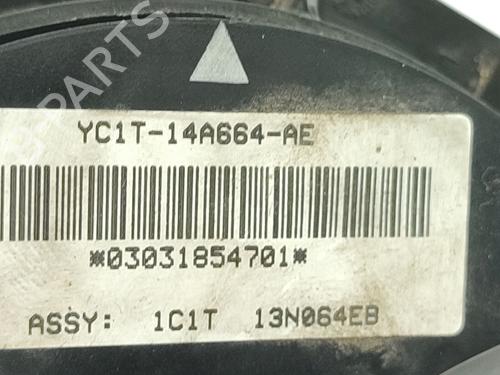 YC1T-14A664-AE
*03031854701*
ASSY: 1C1T 13N064EB